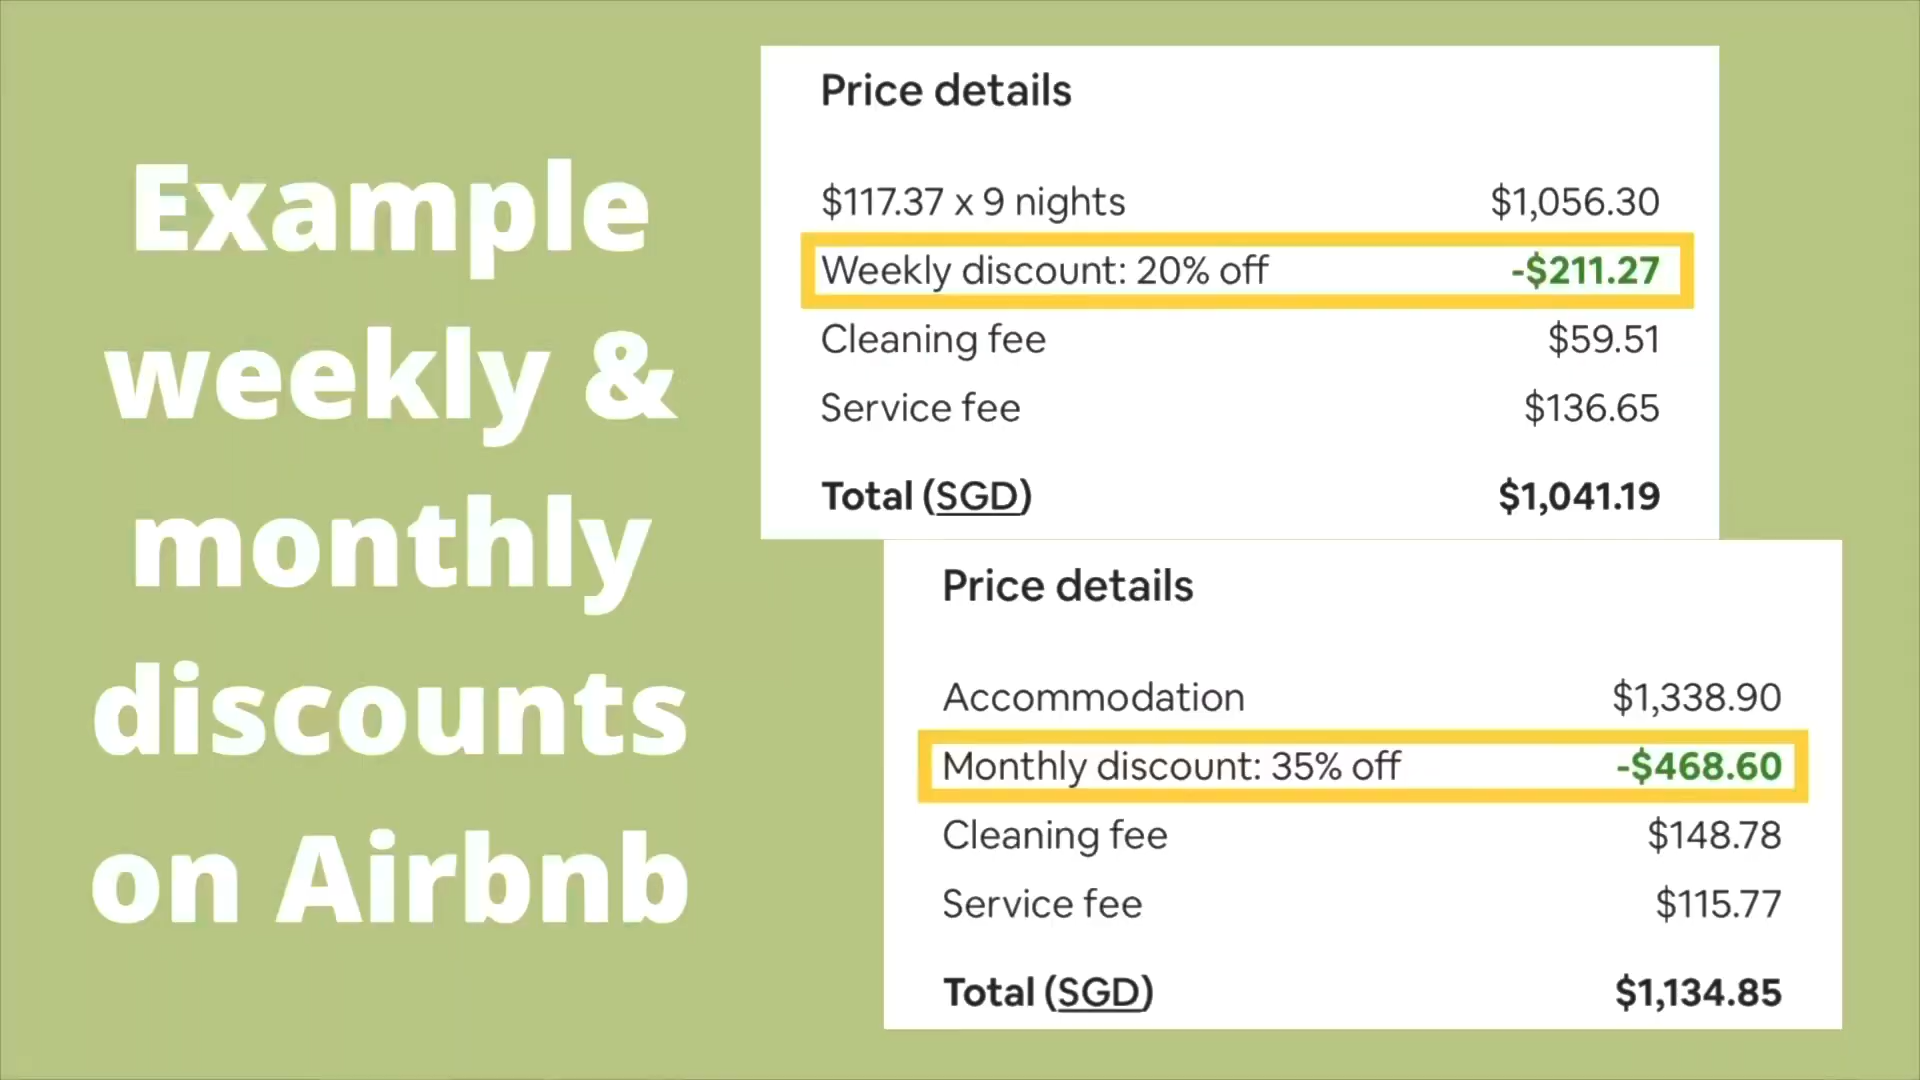 Example
weekly &
monthly
discounts
on Airbnb
Price details
$117.37 x 9 nights $1,056.30
Weekly discount: 20% off -$211.27
Cleaning fee $59.51
Service fee $136.65
Total (SGD) $1,041.19
Price details
Accommodation $1,338.90
Monthly discount: 35% off -$468.60
Cleaning fee $148.78
Service fee $115.77
Total (SGD) $1,134.85